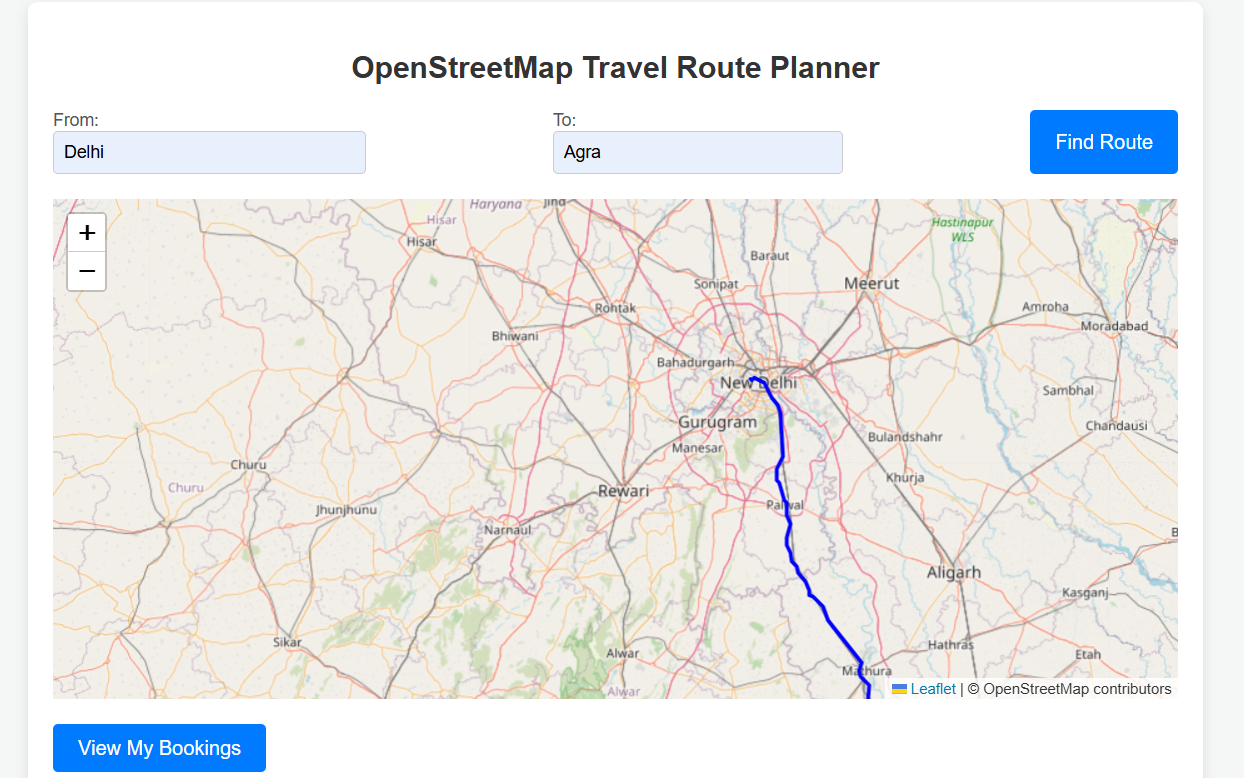 OpenStreetMap Travel Route Planner
From:
To:
Delhi
Agra
Find Route
+
−
Haryana
Jind
Hisar
Hisar
Hastinapur
WLS
Baraut
Sonipat
Meerut
Rohtak
Amroha
Moradabad
Bhiwani
Bahadurgarh
New Delhi
Sambhal
Gurugram
Chandausi
Manesar
Bulandshahr
Churu
Khurja
Churu
Rewari
Jhunjhunu
Palwal
Narnaul
Aligarh
Kasganj
Sikar
Hathras
Alwar
Etah
Mathura
Alwar
Leaflet | © OpenStreetMap contributors
View My Bookings